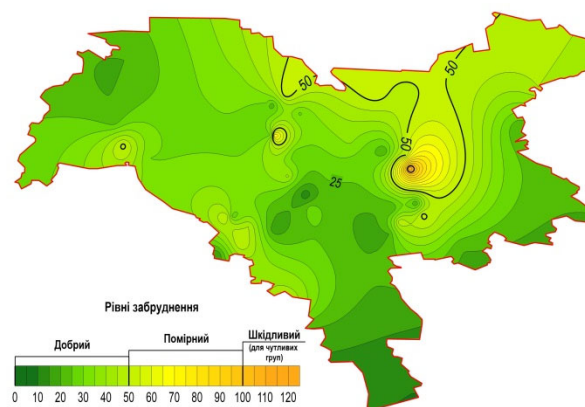 50
50
50
25
Рівні забруднення
Добрий
Помірний
Шкідливий
(для чутливих
груп)
0 10 20 30 40 50 60 70 80 90 100 120